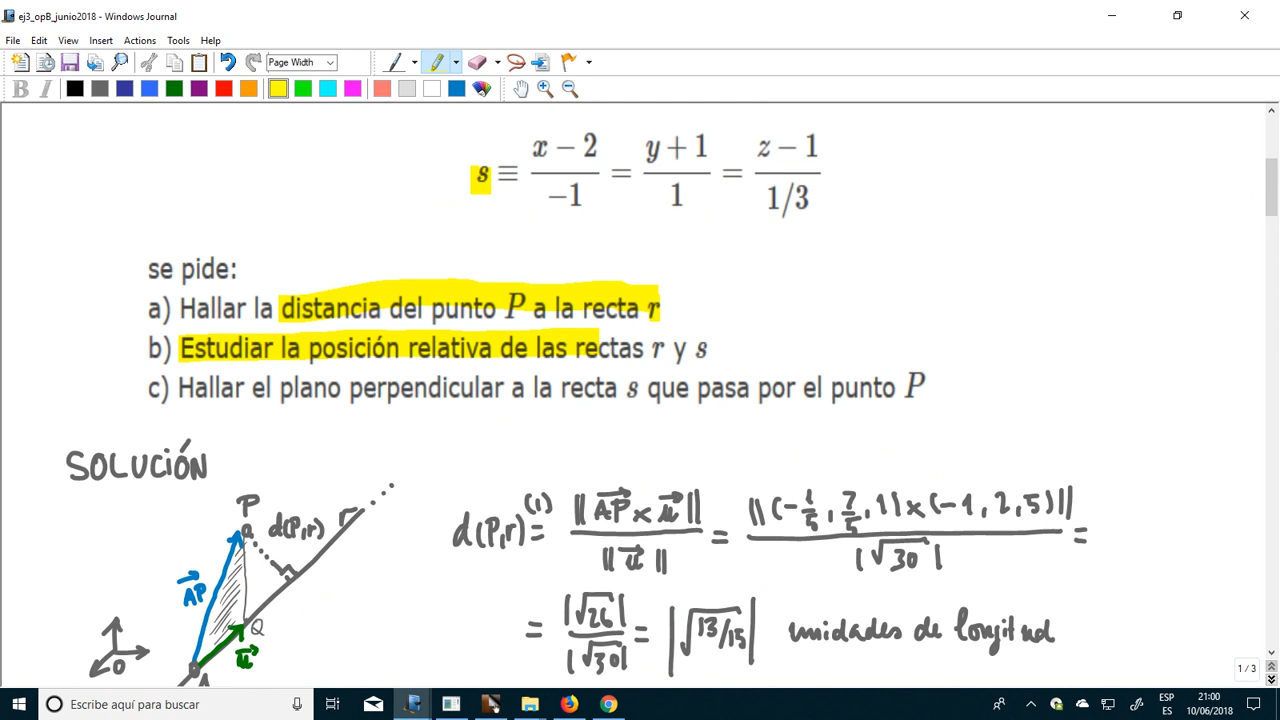 ej3_opB_junio2018 - Windows Journal
File Edit View Insert Actions Tools Help
Page Width
B I
s ≡ (x − 2)/−1 = (y + 1)/1 = (z − 1)/(1/3)
se pide:
a) Hallar la distancia del punto P a la recta r
b) Estudiar la posición relativa de las rectas r y s
c) Hallar el plano perpendicular a la recta s que pasa por el punto P
SOLUCIÓN
P
d(P,r)
r
AP
Q
u
O
A
d(P,r) =(1) ||AP × u|| / ||u|| = ||(-1/5, 7/5, 1) × (-1, 2, 5)|| / |√30| =
= |√26| / |√30| = |√13/15| unidades de longitud
1 / 3
Escribe aquí para buscar
ESP
ES
21:00
10/06/2018